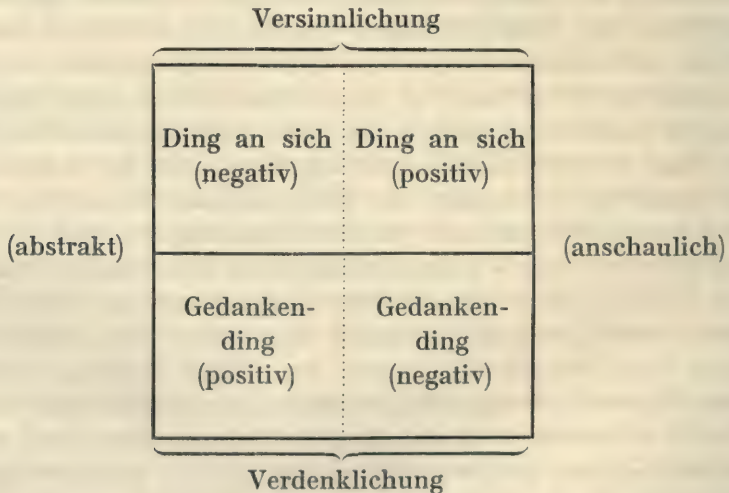 Versinnlichung
Ding an sich Ding an sich
(negativ) (positiv)
(abstrakt) (anschaulich)
Gedanken- Gedanken-
ding ding
(positiv) (negativ)
Verdenklichung